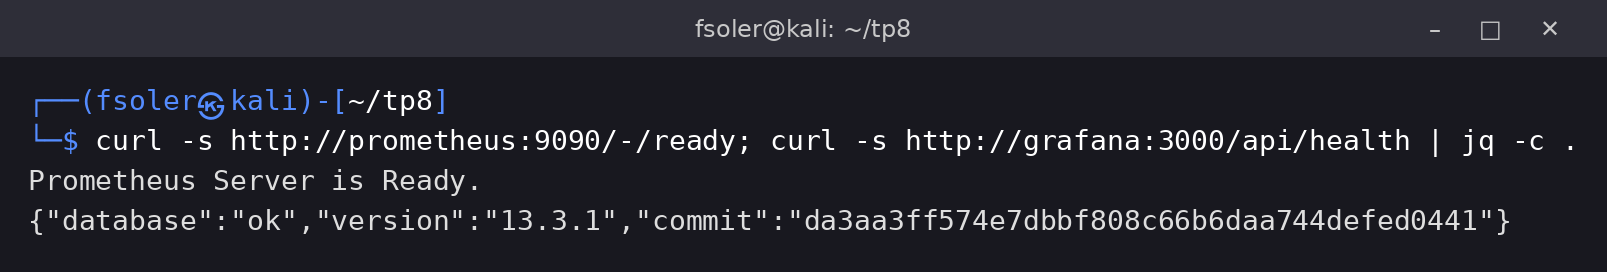 fsoler@kali: ~/tp8
┌──(fsoler㉿kali)-[~/tp8]
└─$ curl -s http://prometheus:9090/-/ready; curl -s http://grafana:3000/api/health | jq -c .
Prometheus Server is Ready.
{"database":"ok","version":"13.3.1","commit":"da3aa3ff574e7dbbf808c66b6daa744defed0441"}